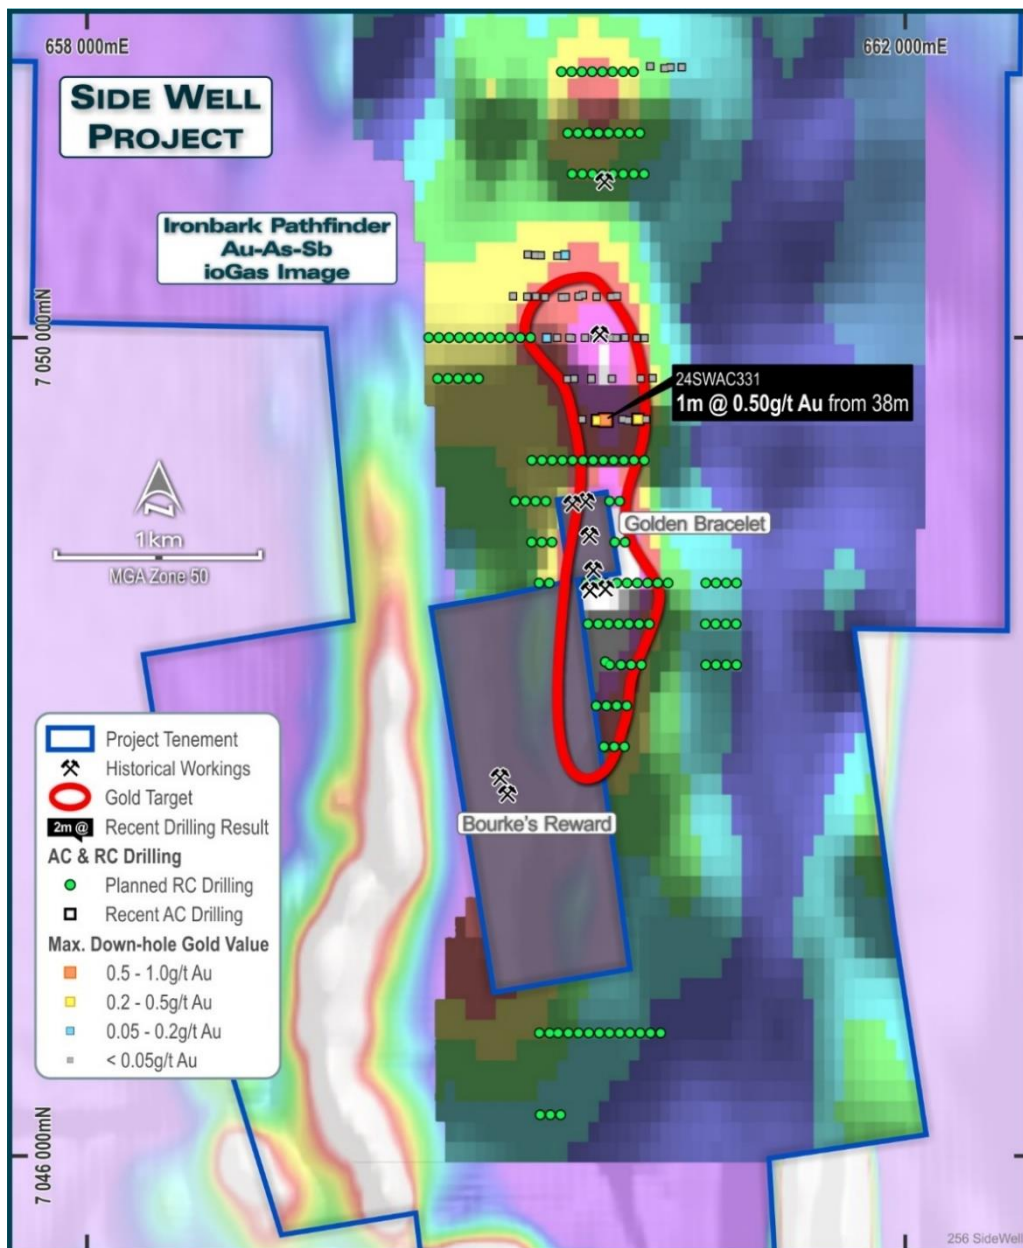 658 000mE
662 000mE
SIDE WELL
PROJECT
Ironbark Pathfinder
Au-As-Sb
ioGas Image
7 050 000mN
24SWAC331
1m @ 0.50g/t Au from 38m
1km
MGA Zone 50
Golden Bracelet
Bourke's Reward
Project Tenement
Historical Workings
Gold Target
2m @ Recent Drilling Result
AC & RC Drilling
Planned RC Drilling
Recent AC Drilling
Max. Down-hole Gold Value
0.5 - 1.0g/t Au
0.2 - 0.5g/t Au
0.05 - 0.2g/t Au
< 0.05g/t Au
7 046 000mN
256 SideWell